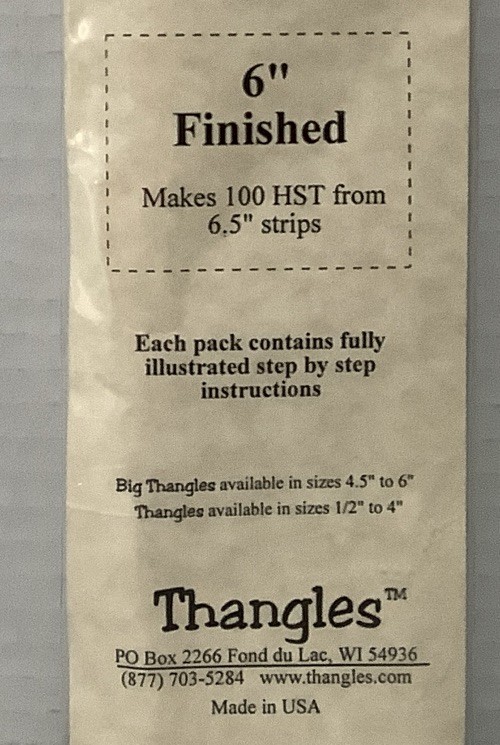 6"
Finished
Makes 100 HST from
6.5" strips
Each pack contains fully
illustrated step by step
instructions
Big Thangles available in sizes 4.5" to 6"
Thangles available in sizes 1/2" to 4"
Thangles™
PO Box 2266 Fond du Lac, WI 54936
(877) 703-5284 www.thangles.com
Made in USA